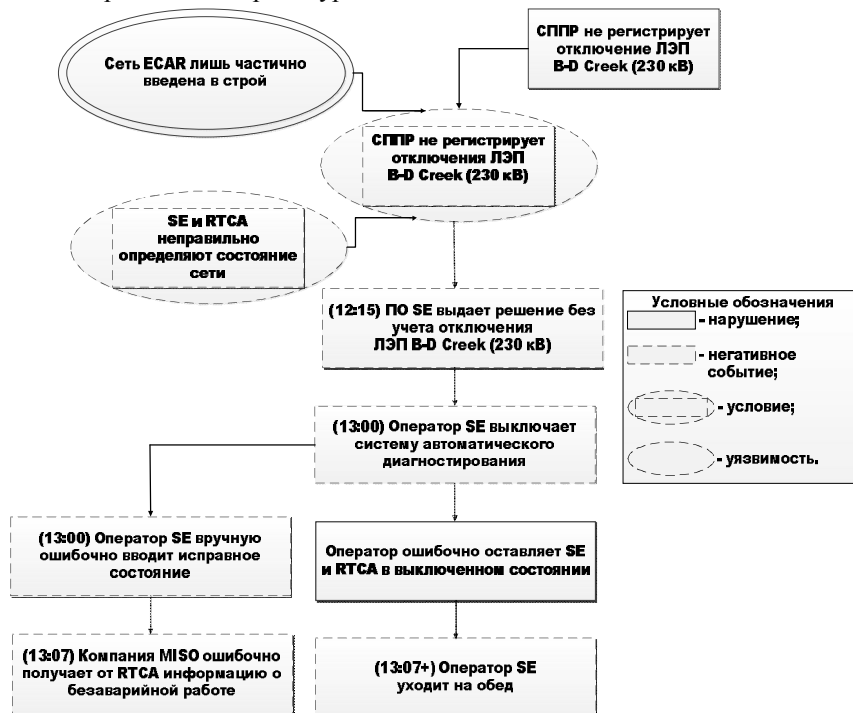 Сеть ECAR лишь частично
введена в строй
СППР не регистрирует
отключение ЛЭП
B-D Creek (230 кВ)
СППР не регистрирует
отключения ЛЭП
B-D Creek (230 кВ)
SE и RTCA
неправильно
определяют состояние
сети
(12:15) ПО SE выдает решение без
учета отключения
ЛЭП B-D Creek (230 кВ)
Условные обозначения
- нарушение;
- негативное
событие;
- условие;
- уязвимость.
(13:00) Оператор SE выключает
систему автоматического
диагностирования
(13:00) Оператор SE вручную
ошибочно вводит исправное
состояние
Оператор ошибочно оставляет SE
и RTCA в выключенном состоянии
(13:07) Компания MISO ошибочно
получает от RTCA информацию о
безаварийной работе
(13:07+) Оператор SE
уходит на обед